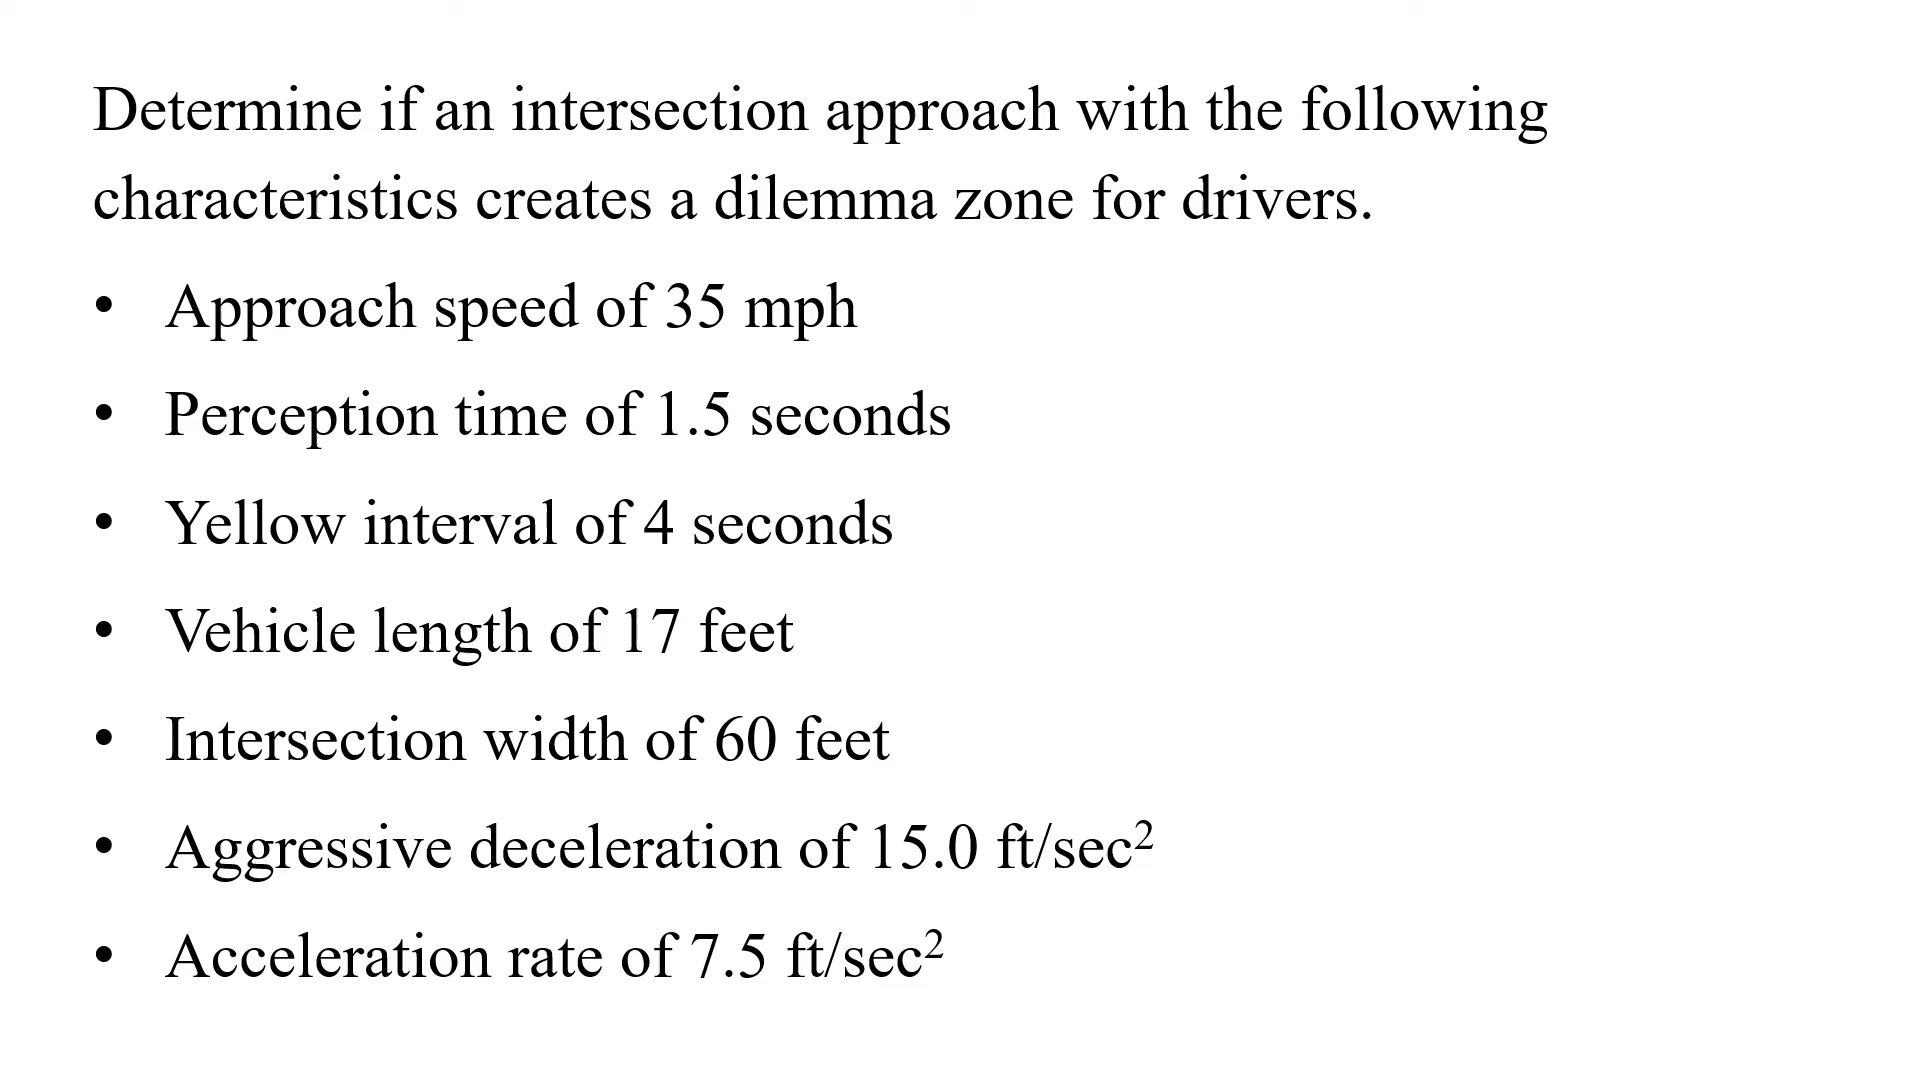 Determine if an intersection approach with the following
characteristics creates a dilemma zone for drivers.
• Approach speed of 35 mph
• Perception time of 1.5 seconds
• Yellow interval of 4 seconds
• Vehicle length of 17 feet
• Intersection width of 60 feet
• Aggressive deceleration of 15.0 ft/sec²
• Acceleration rate of 7.5 ft/sec²